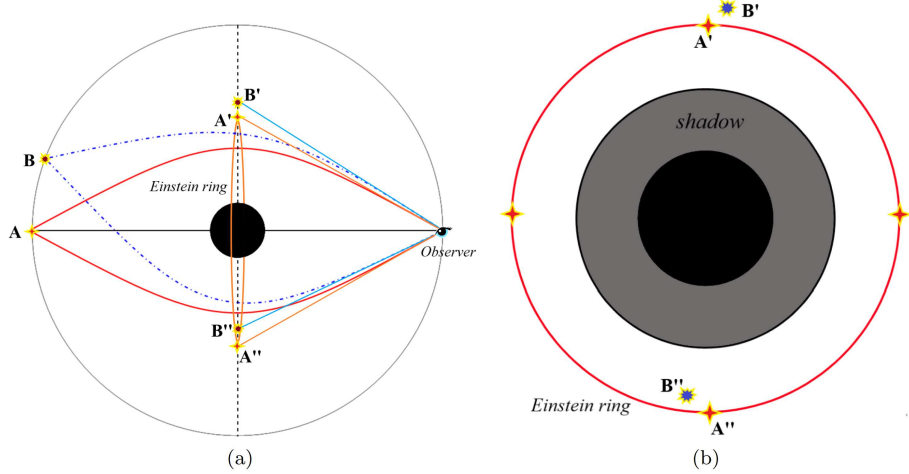 B'
A'
B
Einstein ring
A
Observer
B''
A''
(a)
B'
A'
shadow
B''
Einstein ring
A''
(b)